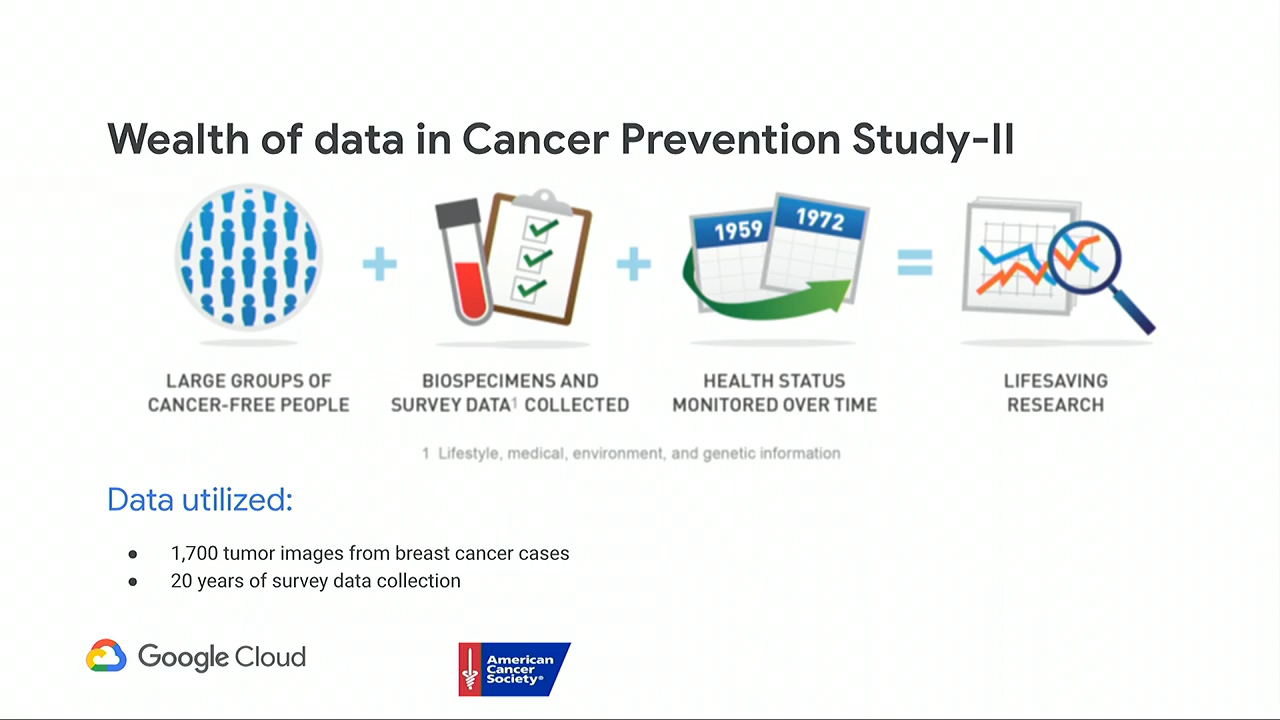 Wealth of data in Cancer Prevention Study-II
1959
1972
LARGE GROUPS OF
CANCER-FREE PEOPLE
BIOSPECIMENS AND
SURVEY DATA¹ COLLECTED
HEALTH STATUS
MONITORED OVER TIME
LIFESAVING
RESEARCH
1 Lifestyle, medical, environment, and genetic information
Data utilized:
● 1,700 tumor images from breast cancer cases
● 20 years of survey data collection
Google Cloud
American
Cancer
Society®